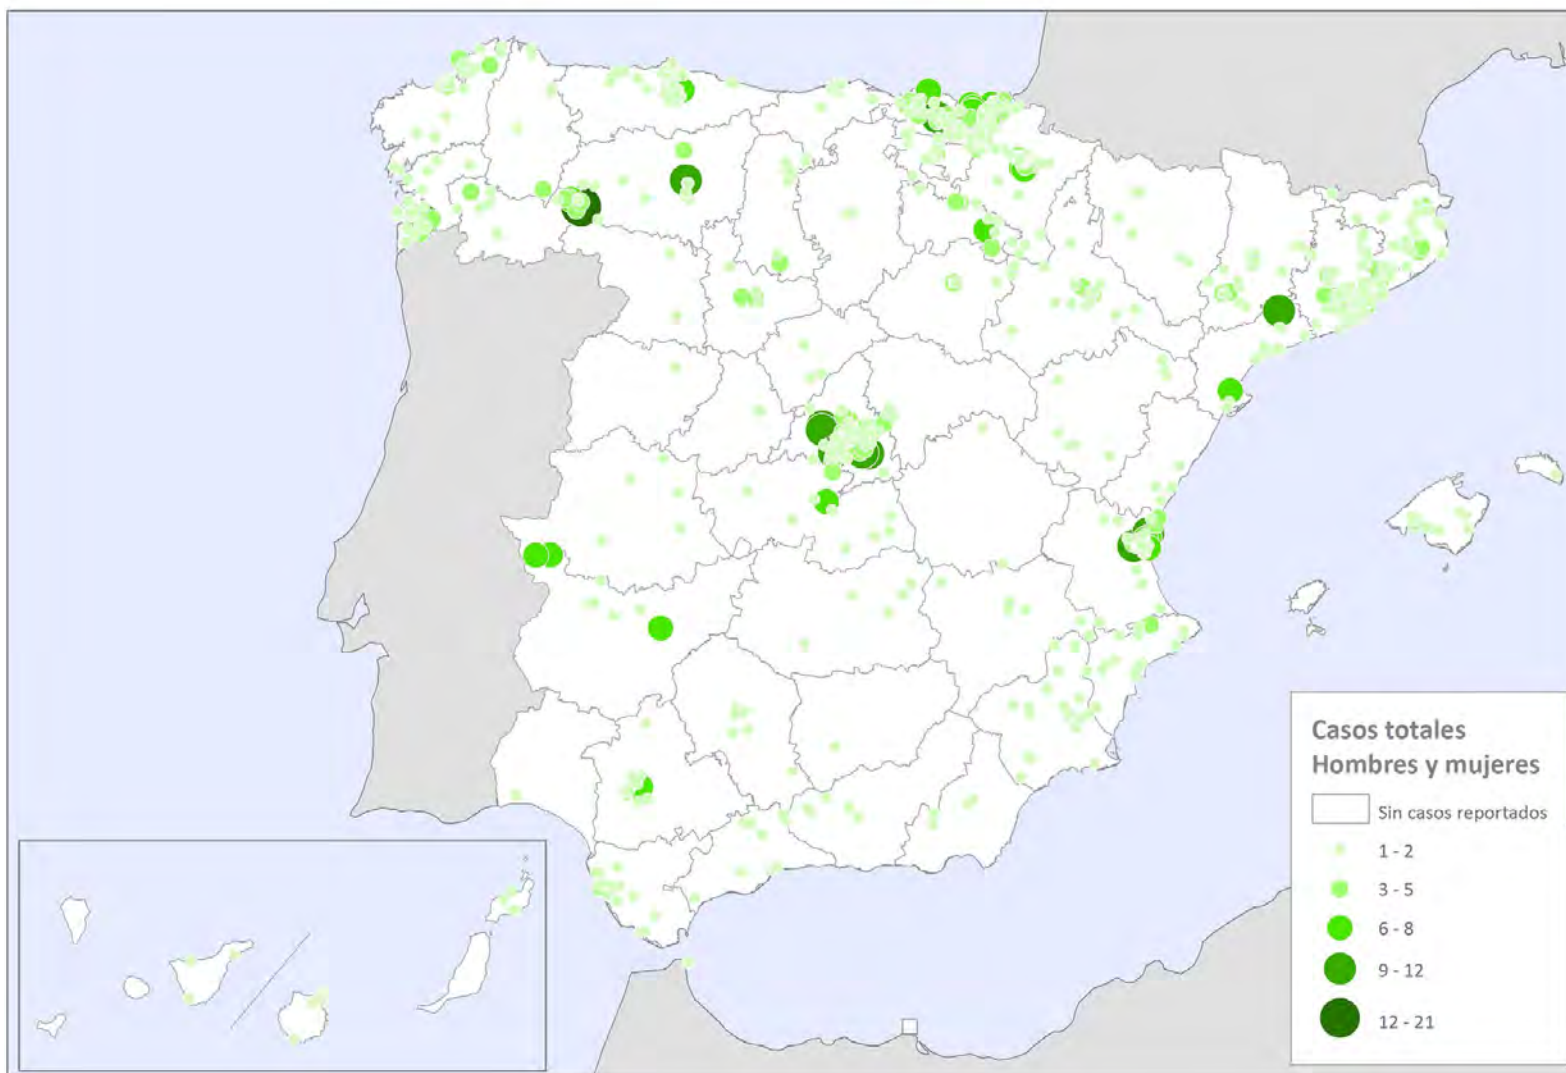 Casos totales
Hombres y mujeres
Sin casos reportados
1 - 2
3 - 5
6 - 8
9 - 12
12 - 21